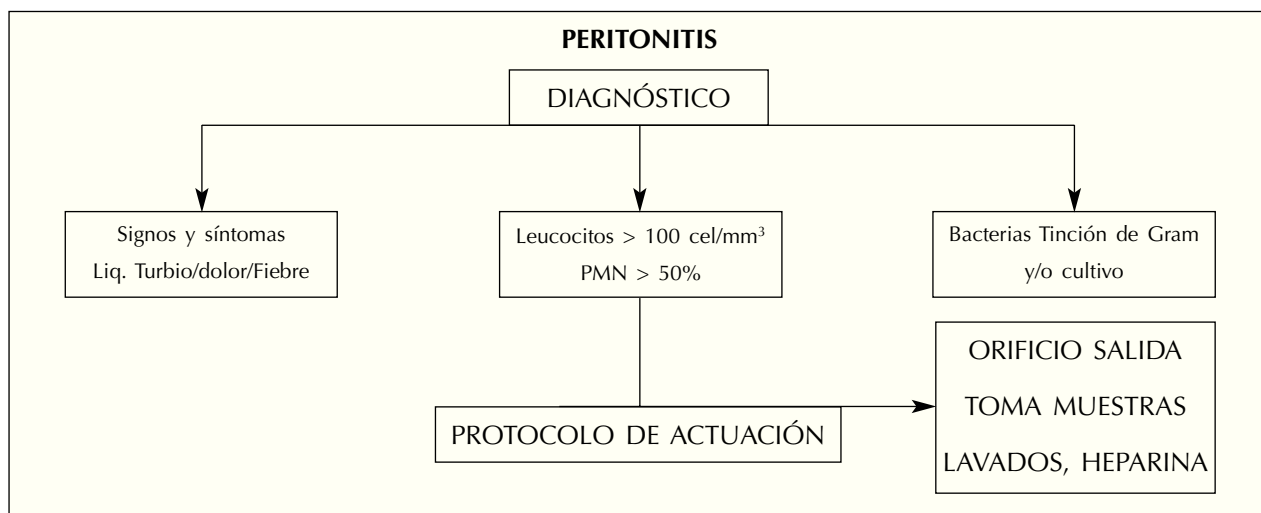 PERITONITIS
DIAGNÓSTICO
Signos y síntomas
Liq. Turbio/dolor/Fiebre
Leucocitos > 100 cel/mm³
PMN > 50%
Bacterias Tinción de Gram
y/o cultivo
PROTOCOLO DE ACTUACIÓN
ORIFICIO SALIDA
TOMA MUESTRAS
LAVADOS, HEPARINA